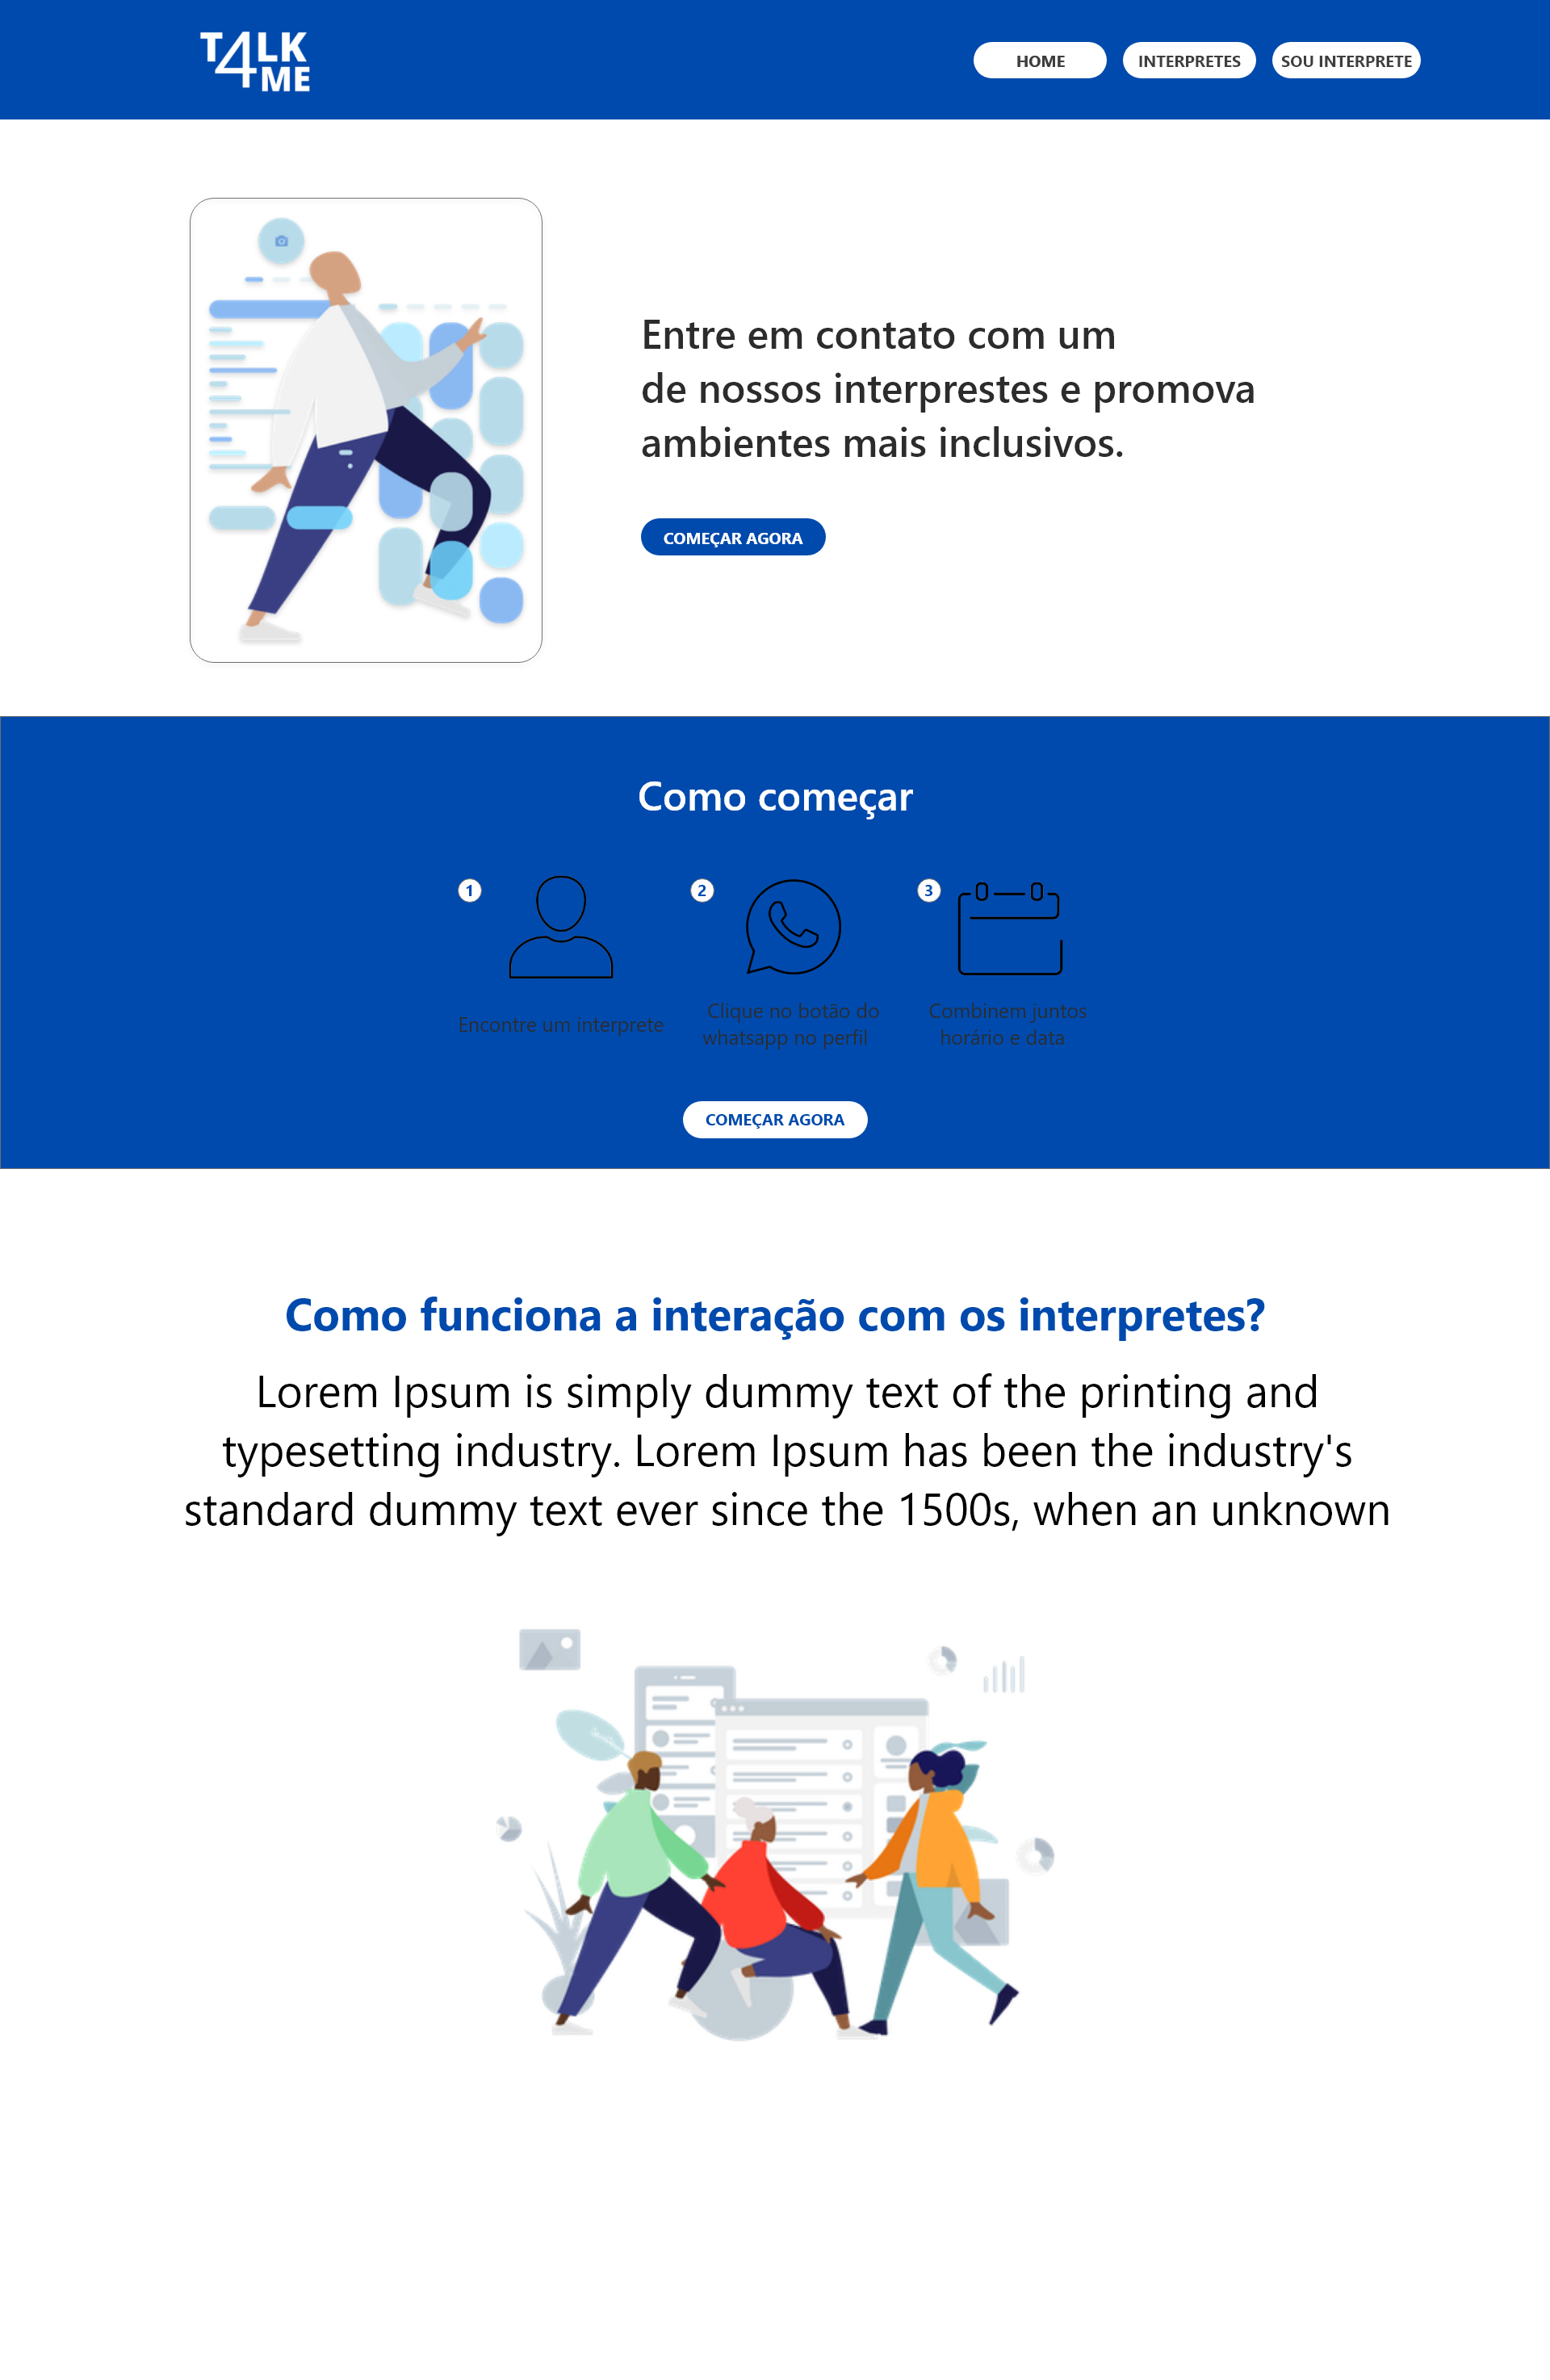 T4LK
ME
HOME
INTERPRETES
SOU INTERPRETE
Entre em contato com um
de nossos interprestes e promova
ambientes mais inclusivos.
COMEÇAR AGORA
Como começar
1
2
3
Encontre um interprete
Clique no botão do
whatsapp no perfil
Combinem juntos
horário e data
COMEÇAR AGORA
Como funciona a interação com os interpretes?
Lorem Ipsum is simply dummy text of the printing and
typesetting industry. Lorem Ipsum has been the industry's
standard dummy text ever since the 1500s, when an unknown